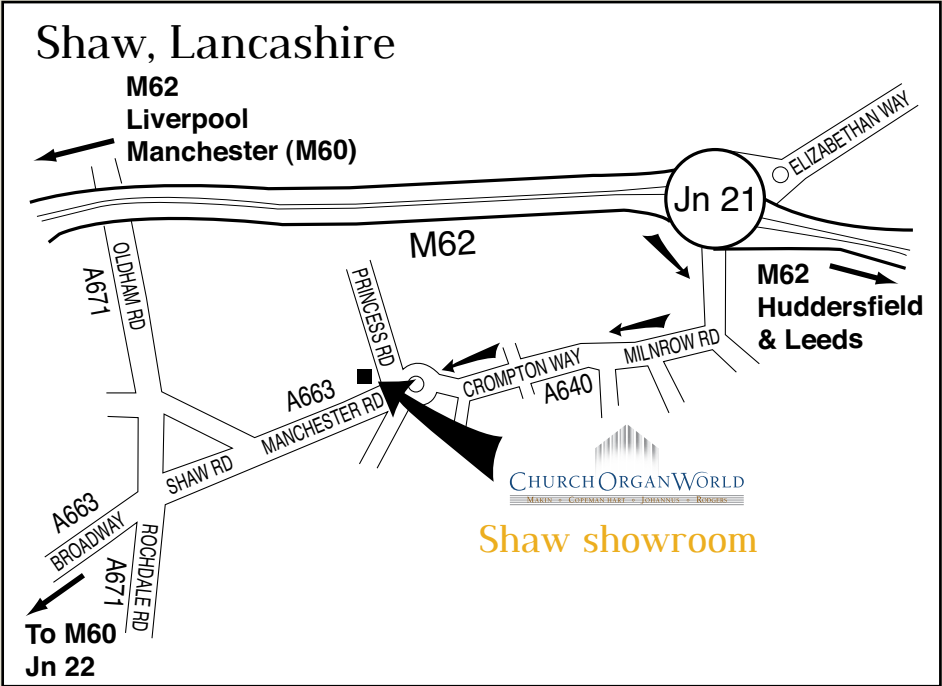 Shaw, Lancashire
M62
Liverpool
Manchester (M60)
ELIZABETHAN WAY
Jn 21
M62
OLDHAM RD
A671
PRINCESS RD
M62
Huddersfield
& Leeds
MILNROW RD
CROMPTON WAY
A640
A663
MANCHESTER RD
SHAW RD
CHURCH ORGAN WORLD
MAKIN • COPEMAN HART • JOHANNUS • RODGERS
Shaw showroom
A663
BROADWAY
ROCHDALE RD
A671
To M60
Jn 22